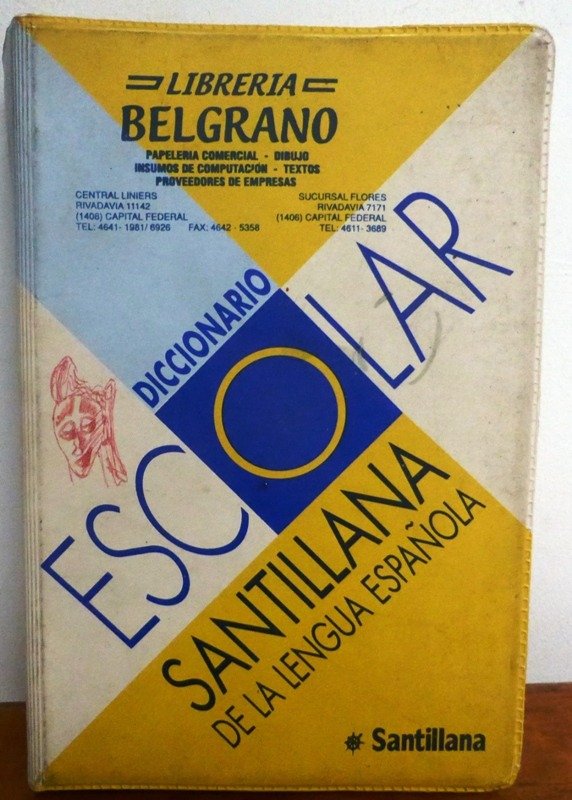 LIBRERIA
BELGRANO
PAPELERIA COMERCIAL - DIBUJO
INSUMOS DE COMPUTACIÓN - TEXTOS
PROVEEDORES DE EMPRESAS
CENTRAL LINIERS
RIVADAVIA 11142
(1408) CAPITAL FEDERAL
TEL: 4641- 1981/ 6926 FAX: 4642 - 5358
SUCURSAL FLORES
RIVADAVIA 7171
(1406) CAPITAL FEDERAL
TEL: 4611- 3689
DICCIONARIO
ESCOLAR
SANTILLANA
DE LA LENGUA ESPAÑOLA
Santillana